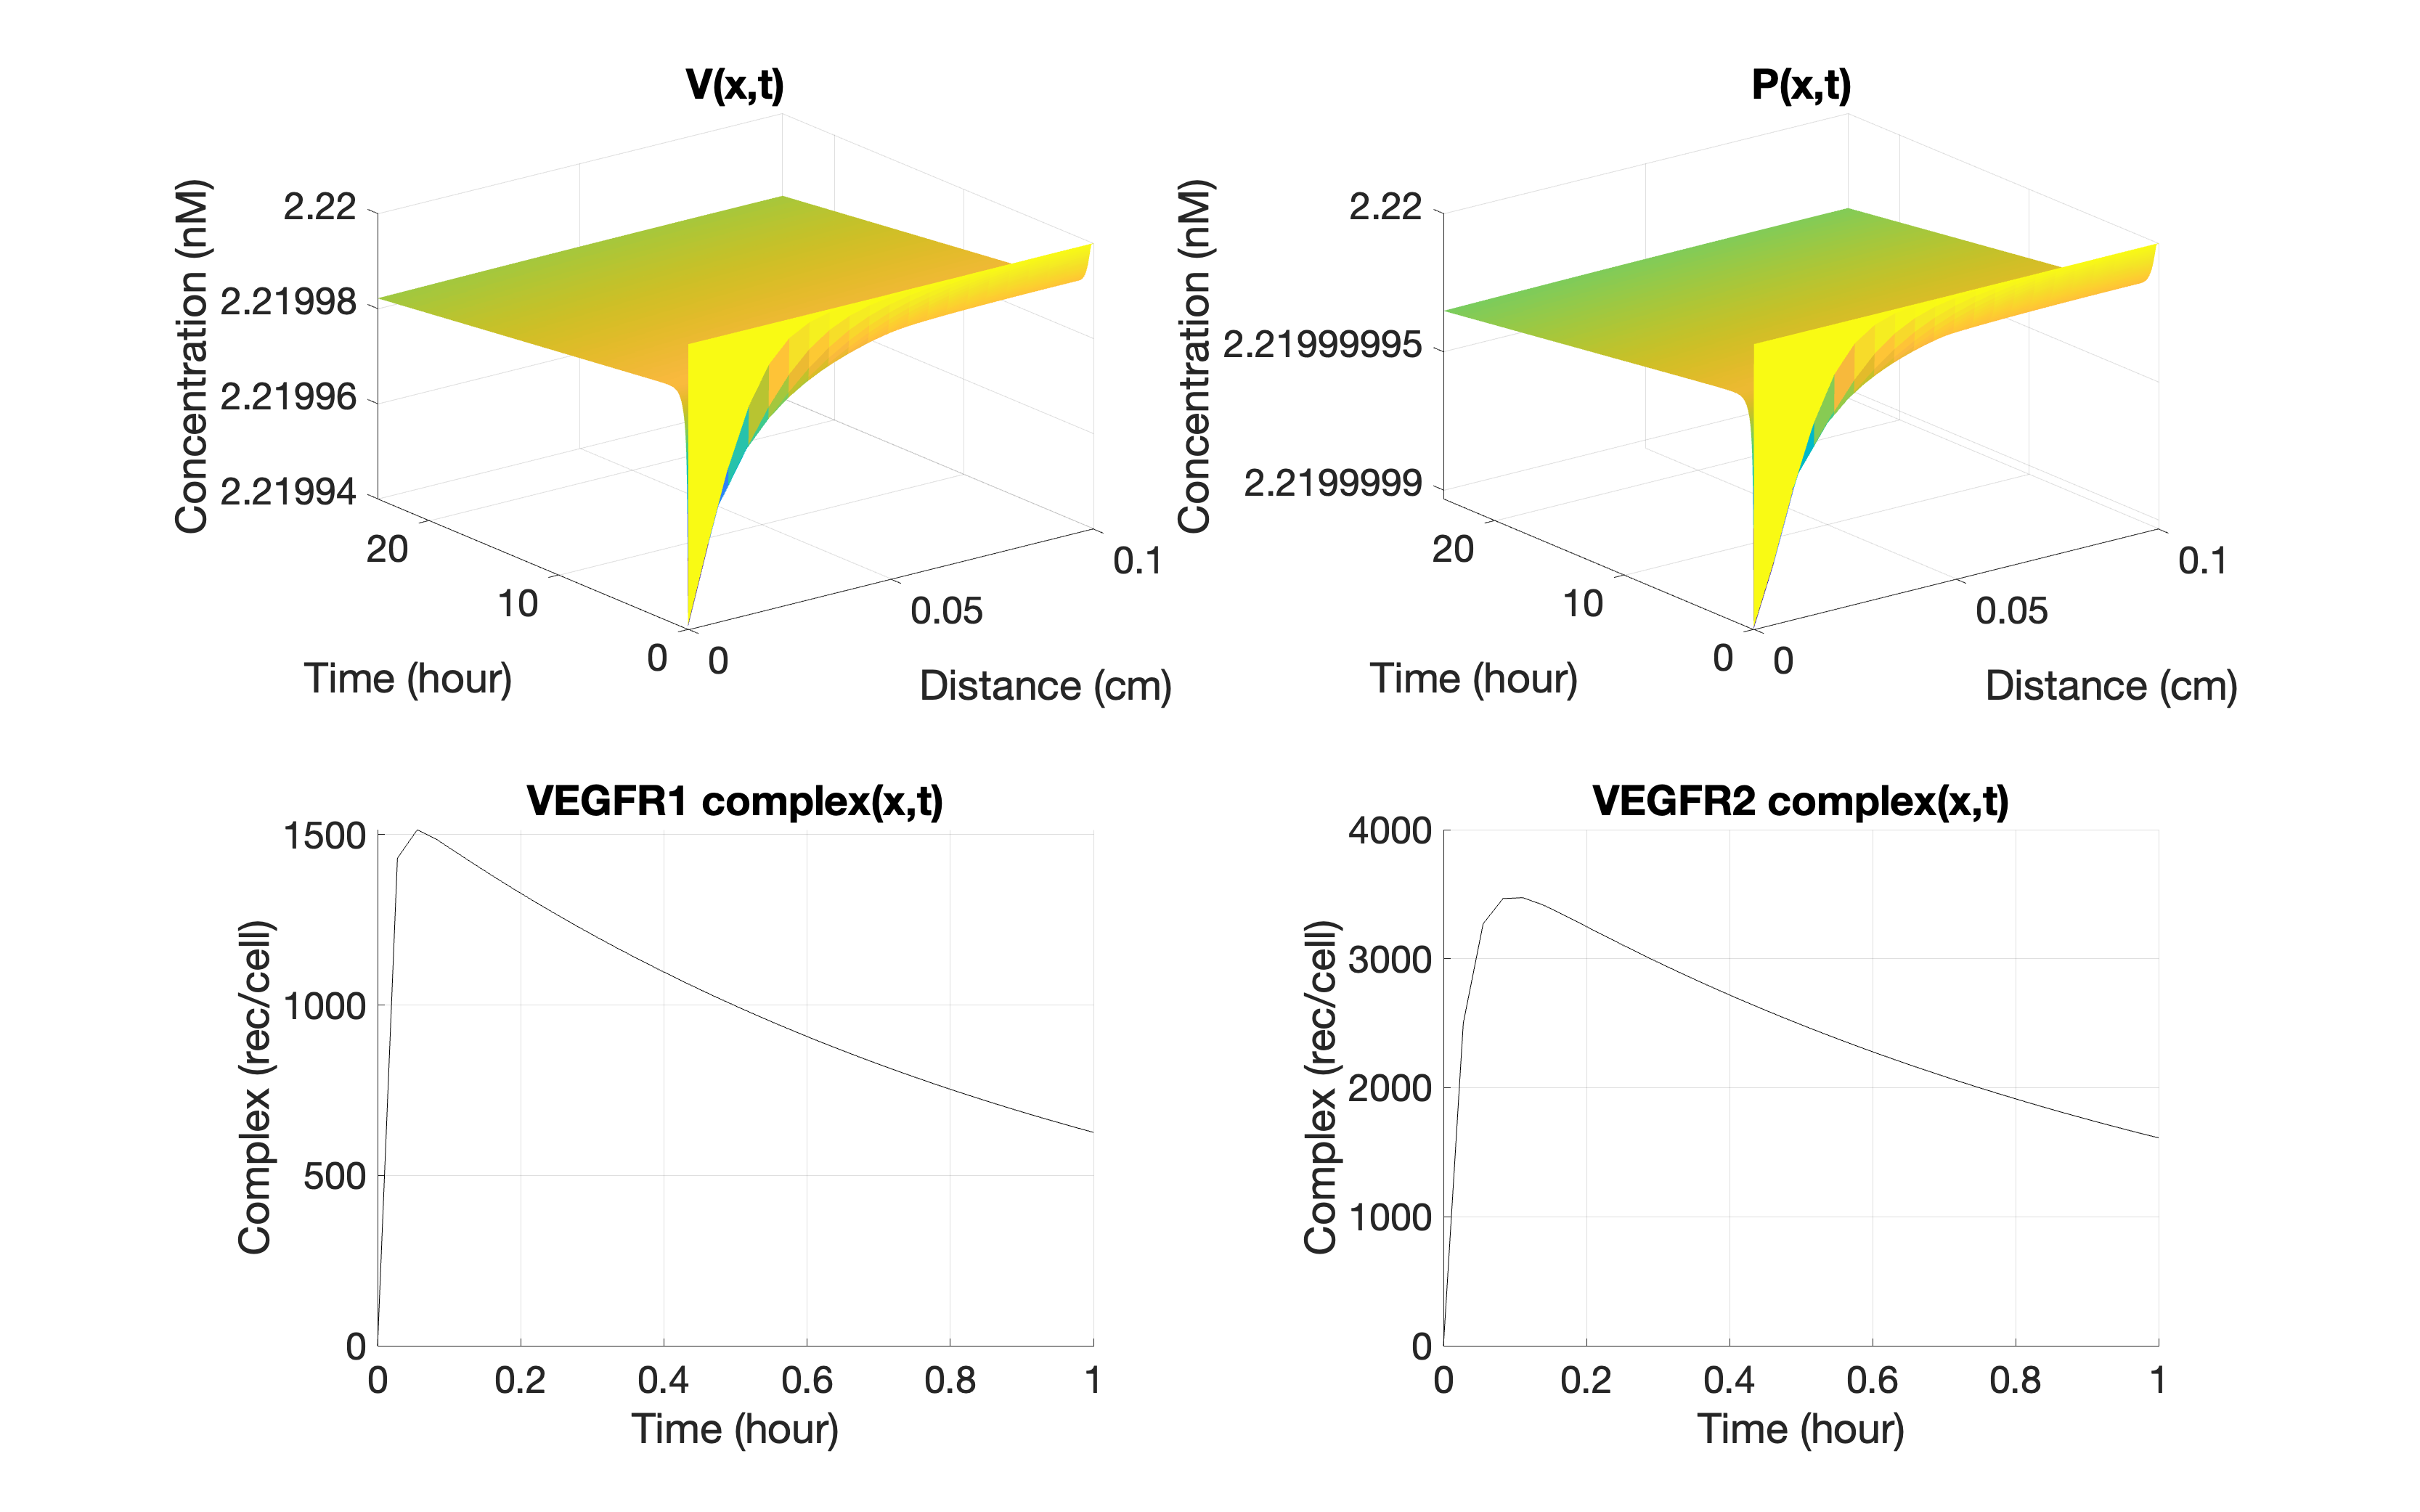 V(x,t)
Concentration (nM)
2.22
2.21998
2.21996
2.21994
20
10
0
0
0.05
0.1
Time (hour)
Distance (cm)
P(x,t)
Concentration (nM)
2.22
2.21999995
2.2199999
20
10
0
0
0.05
0.1
Time (hour)
Distance (cm)
VEGFR1 complex(x,t)
Complex (rec/cell)
1500
1000
500
0
0
0.2
0.4
0.6
0.8
1
Time (hour)
VEGFR2 complex(x,t)
Complex (rec/cell)
4000
3000
2000
1000
0
0
0.2
0.4
0.6
0.8
1
Time (hour)